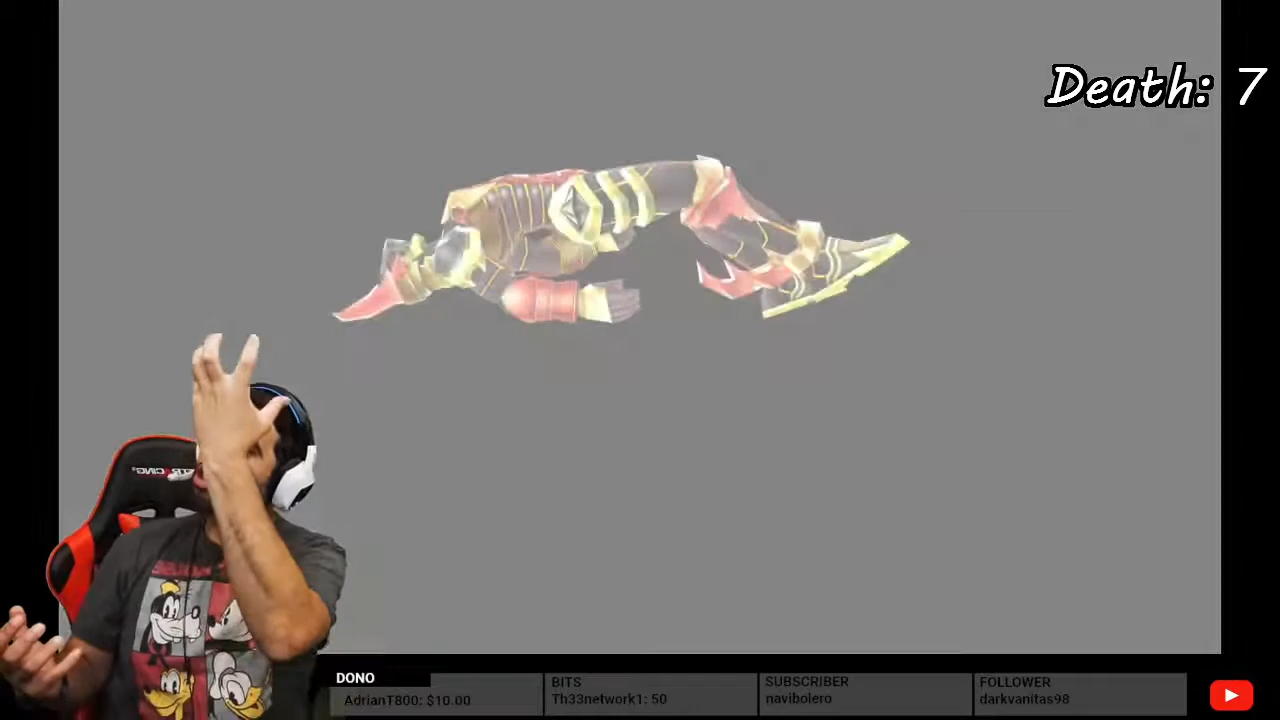 Death: 7
DONO
AdrianT800: $10.00
BITS
Th33network1: 50
SUBSCRIBER
navibolero
FOLLOWER
darkvanitas98